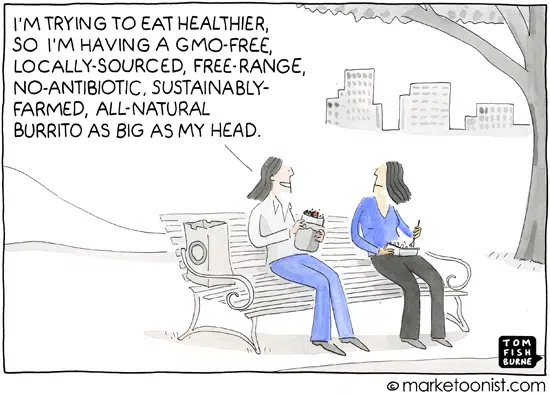 I'M TRYING TO EAT HEALTHIER,
SO I'M HAVING A GMO-FREE,
LOCALLY-SOURCED, FREE-RANGE,
NO-ANTIBIOTIC, SUSTAINABLY-
FARMED, ALL-NATURAL
BURRITO AS BIG AS MY HEAD.
TOM
FISH
BURNE
© marketoonist.com